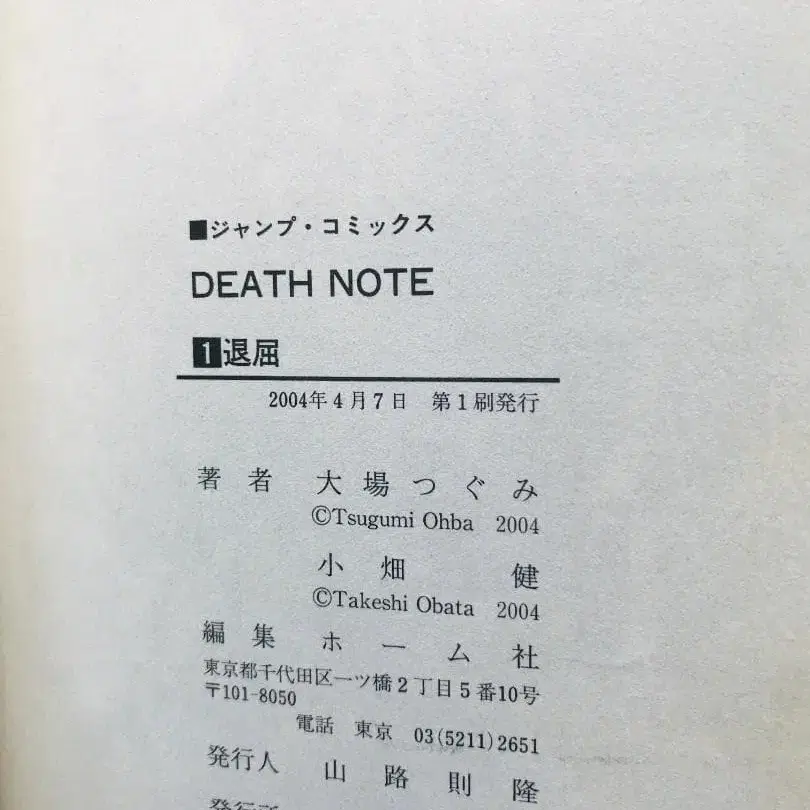 ■ジャンプ・コミックス
DEATH NOTE
1退屈
2004年4月7日 第1刷発行
著者 大場つぐみ
©Tsugumi Ohba 2004
小畑 健
©Takeshi Obata 2004
編集 ホーム社
東京都千代田区一ツ橋2丁目5番10号
〒101-8050
電話 東京 03(5211)2651
発行人 山路則隆
発行所